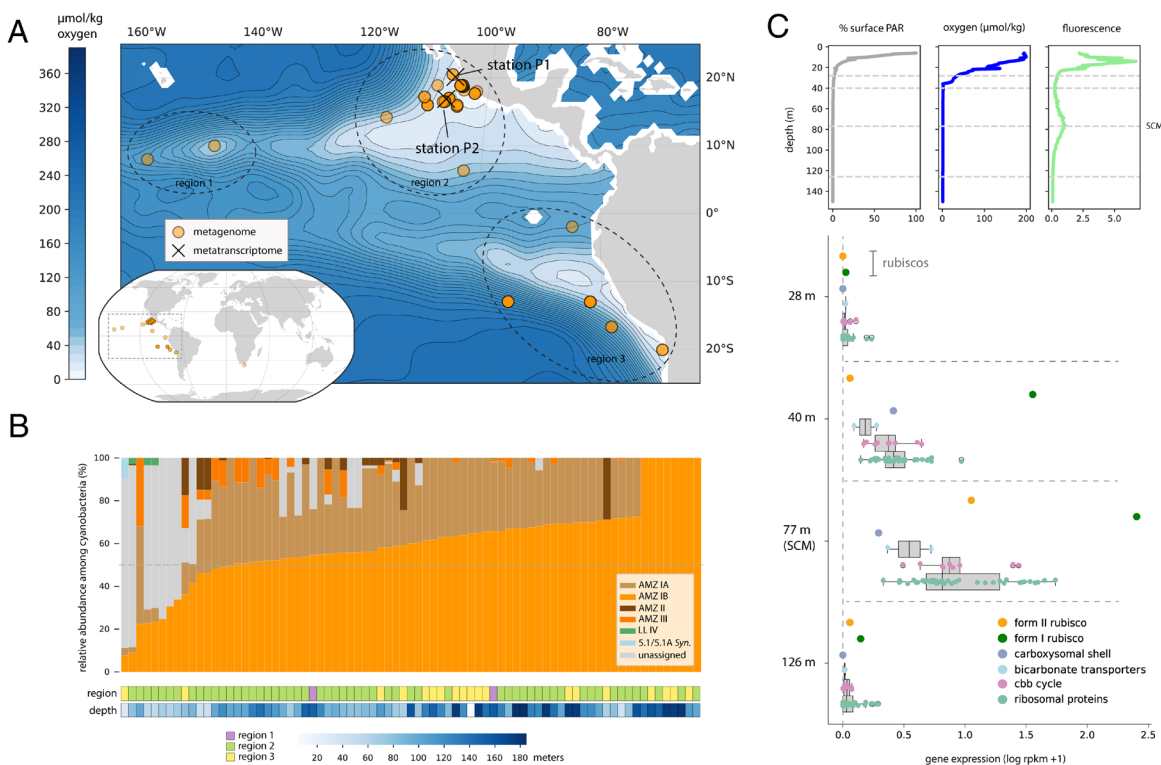 A
µmol/kg
oxygen
160°W
140°W
120°W
100°W
80°W
360
320
280
240
200
160
120
80
40
0
20°N
10°N
0°
10°S
20°S
station P1
station P2
region 1
region 2
region 3
metagenome
metatranscriptome
B
relative abundance among cyanobacteria (%)
100
80
60
40
20
0
AMZ IA
AMZ IB
AMZ II
AMZ III
LL IV
5.1/5.1A Syn.
unassigned
region
depth
region 1
region 2
region 3
20 40 60 80 100 120 140 160 180 meters
C
% surface PAR
oxygen (µmol/kg)
fluorescence
depth (m)
0
20
40
60
80
100
120
140
SCM
0 50 100
0 100 200
0 2.5 5.0
rubiscos
28 m
40 m
77 m
(SCM)
126 m
form II rubisco
form I rubisco
carboxysomal shell
bicarbonate transporters
cbb cycle
ribosomal proteins
0.0 0.5 1.0 1.5 2.0 2.5
gene expression (log rpkm +1)